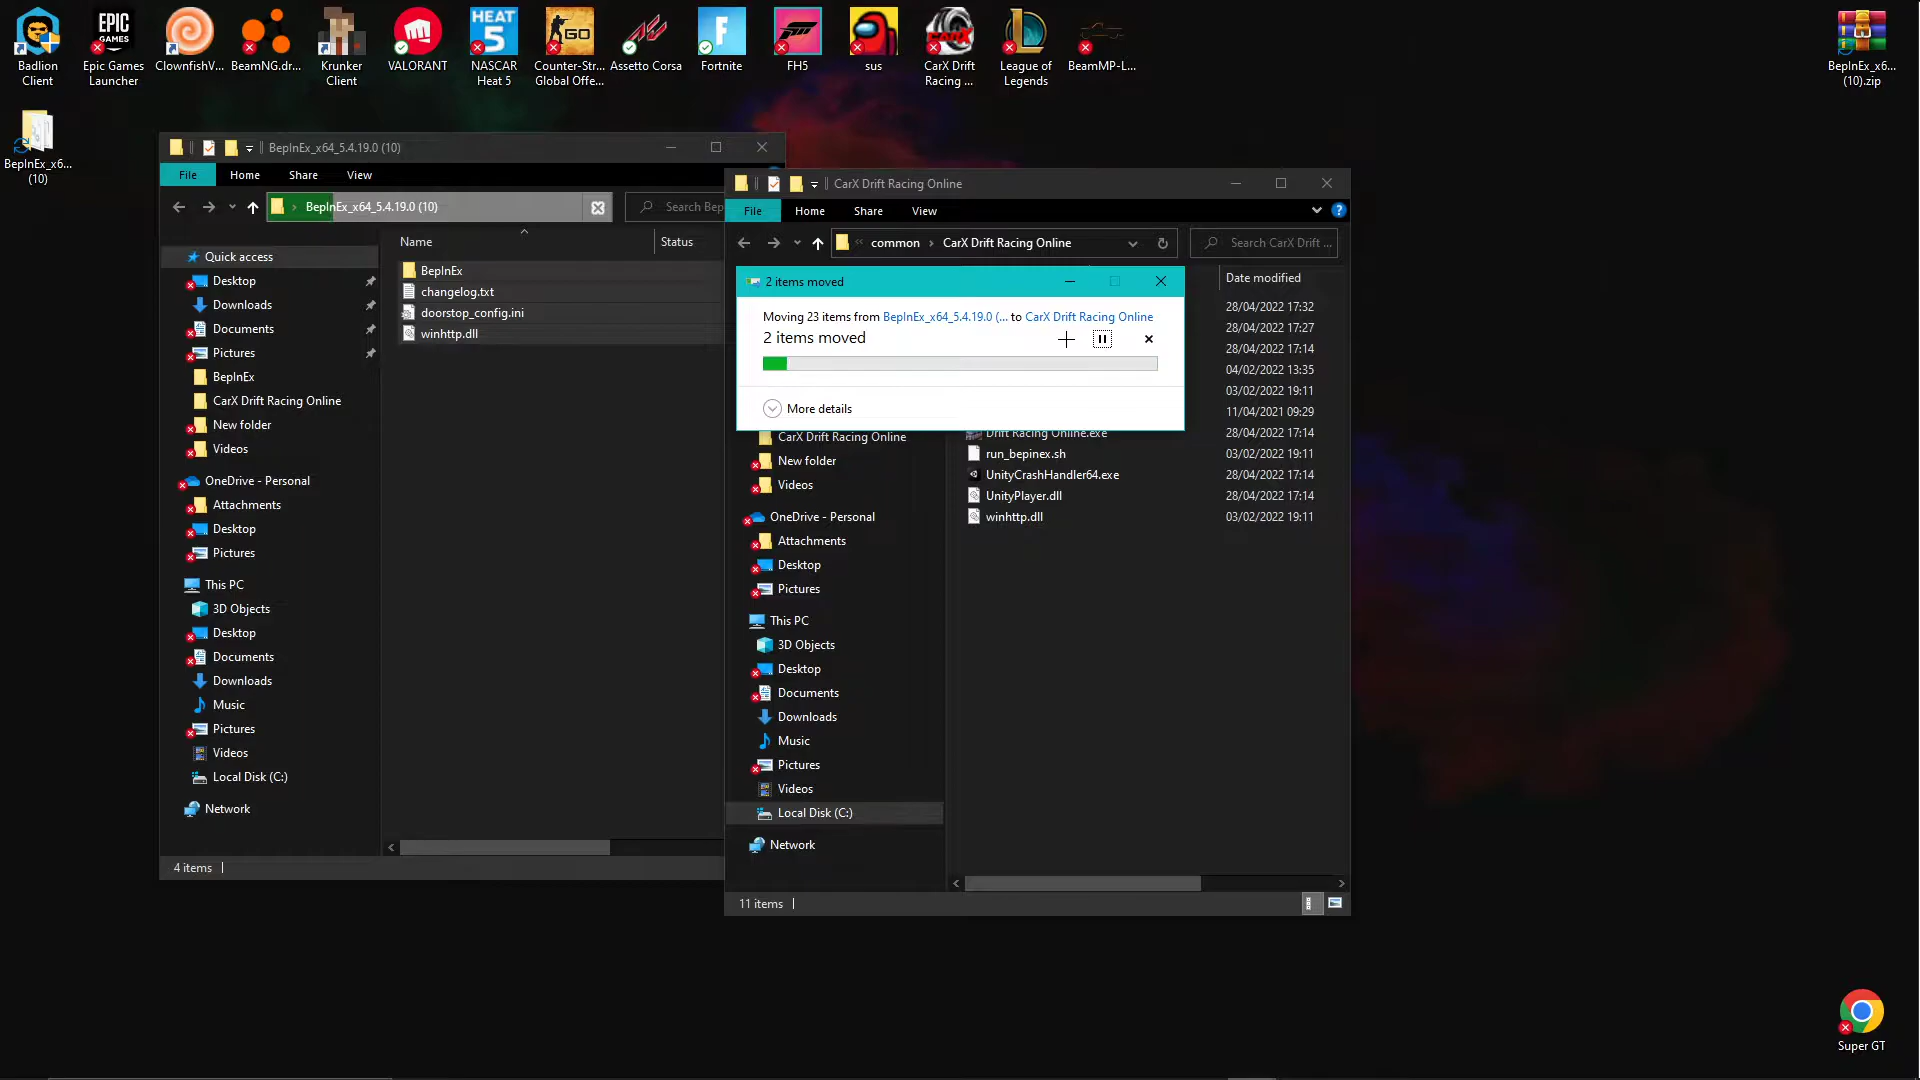 Badlion
Client
Epic Games
Launcher
ClownfishV...
BeamNG.dr...
Krunker
Client
VALORANT
NASCAR
Heat 5
Counter-Str...
Global Offe...
Assetto Corsa
Fortnite
FH5
sus
CarX Drift
Racing ...
League of
Legends
BeamMP-L...
BepInEx_x6...
(10).zip
BepInEx_x6...
(10)
EPIC
GAMES
HEAT
5
GO
BepInEx_x64_5.4.19.0 (10)
File
Home
Share
View
BepInEx_x64_5.4.19.0 (10)
Search Bep
Name
Status
Quick access
Desktop
Downloads
Documents
Pictures
BepInEx
CarX Drift Racing Online
New folder
Videos
OneDrive - Personal
Attachments
Desktop
Pictures
This PC
3D Objects
Desktop
Documents
Downloads
Music
Pictures
Videos
Local Disk (C:)
Network
BepInEx
changelog.txt
doorstop_config.ini
winhttp.dll
4 items
CarX Drift Racing Online
File
Home
Share
View
common
CarX Drift Racing Online
Search CarX Drift ...
Date modified
2 items moved
Moving 23 items from BepInEx_x64_5.4.19.0 (... to CarX Drift Racing Online
2 items moved
More details
28/04/2022 17:32
28/04/2022 17:27
28/04/2022 17:14
04/02/2022 13:35
03/02/2022 19:11
11/04/2021 09:29
Drift Racing Online.exe 28/04/2022 17:14
run_bepinex.sh 03/02/2022 19:11
UnityCrashHandler64.exe 28/04/2022 17:14
UnityPlayer.dll 28/04/2022 17:14
winhttp.dll 03/02/2022 19:11
CarX Drift Racing Online
New folder
Videos
OneDrive - Personal
Attachments
Desktop
Pictures
This PC
3D Objects
Desktop
Documents
Downloads
Music
Pictures
Videos
Local Disk (C:)
Network
11 items
Super GT